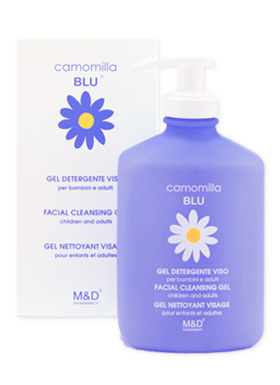 camomilla
BLU
GEL DETERGENTE VISO
per bambini e adulti
FACIAL CLEANSING
children and adults
GEL NETTOYANT VISAGE
pour enfants et adultes
M&D
PHARMACY
camomilla
BLU
GEL DETERGENTE VISO
per bambini e adulti
FACIAL CLEANSING GEL
children and adults
GEL NETTOYANT VISAGE
pour enfants et adultes
M&D
PHARMACY